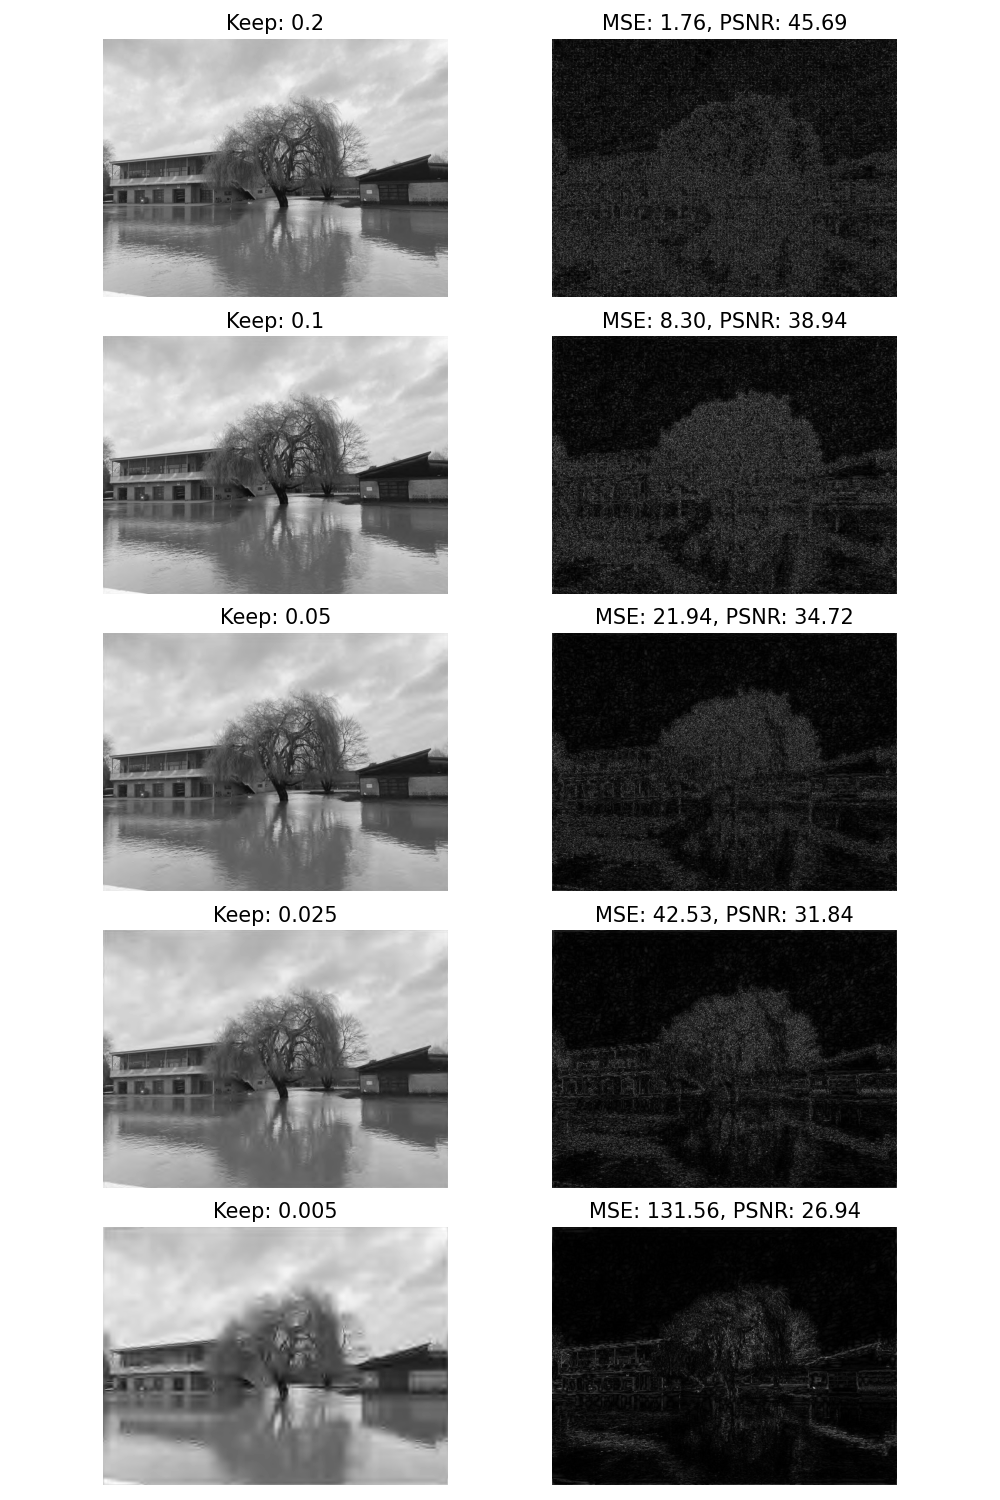 Keep: 0.2
MSE: 1.76, PSNR: 45.69
Keep: 0.1
MSE: 8.30, PSNR: 38.94
Keep: 0.05
MSE: 21.94, PSNR: 34.72
Keep: 0.025
MSE: 42.53, PSNR: 31.84
Keep: 0.005
MSE: 131.56, PSNR: 26.94